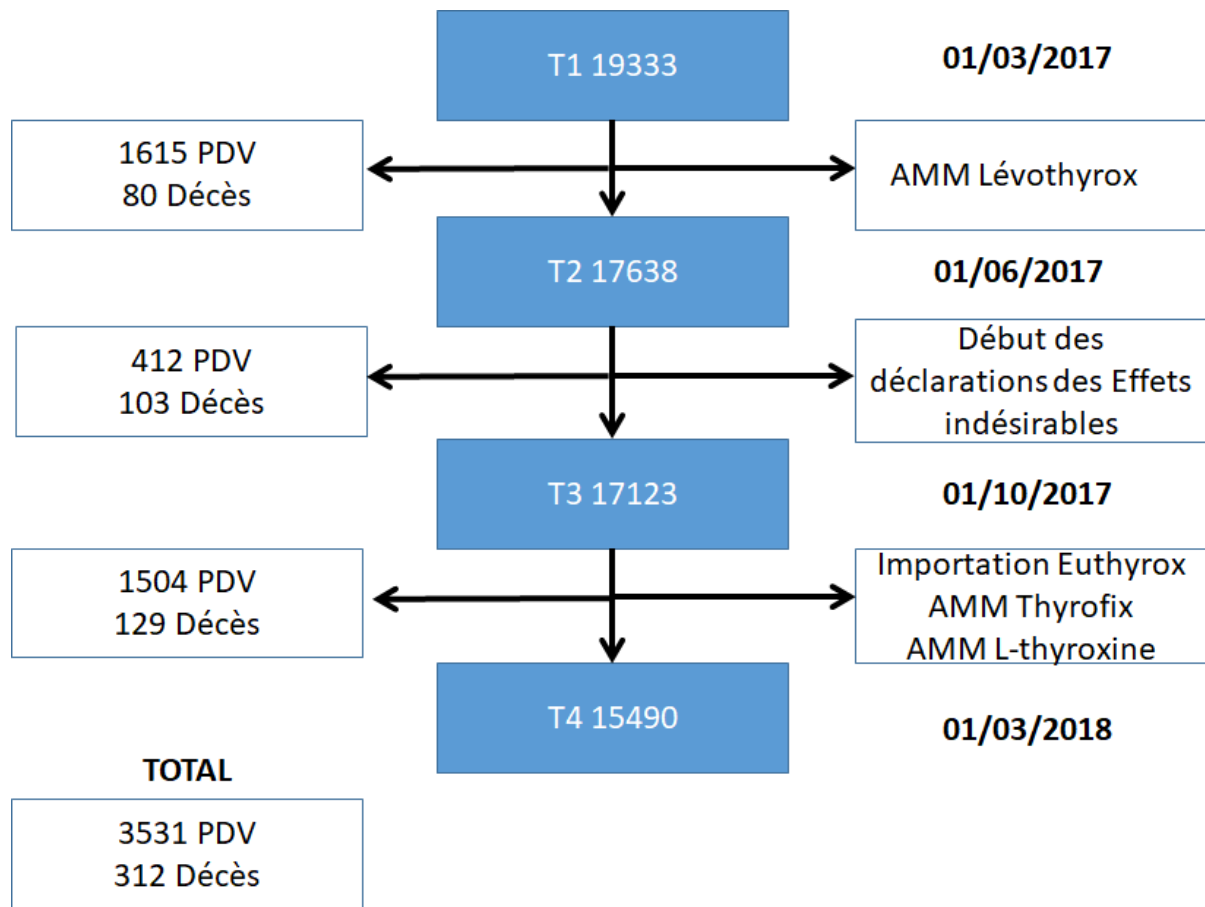 T1 19333
01/03/2017
1615 PDV
80 Décès
AMM Lévothyrox
T2 17638
01/06/2017
412 PDV
103 Décès
Début des
déclarations des Effets
indésirables
T3 17123
01/10/2017
1504 PDV
129 Décès
Importation Euthyrox
AMM Thyrofix
AMM L-thyroxine
T4 15490
01/03/2018
TOTAL
3531 PDV
312 Décès